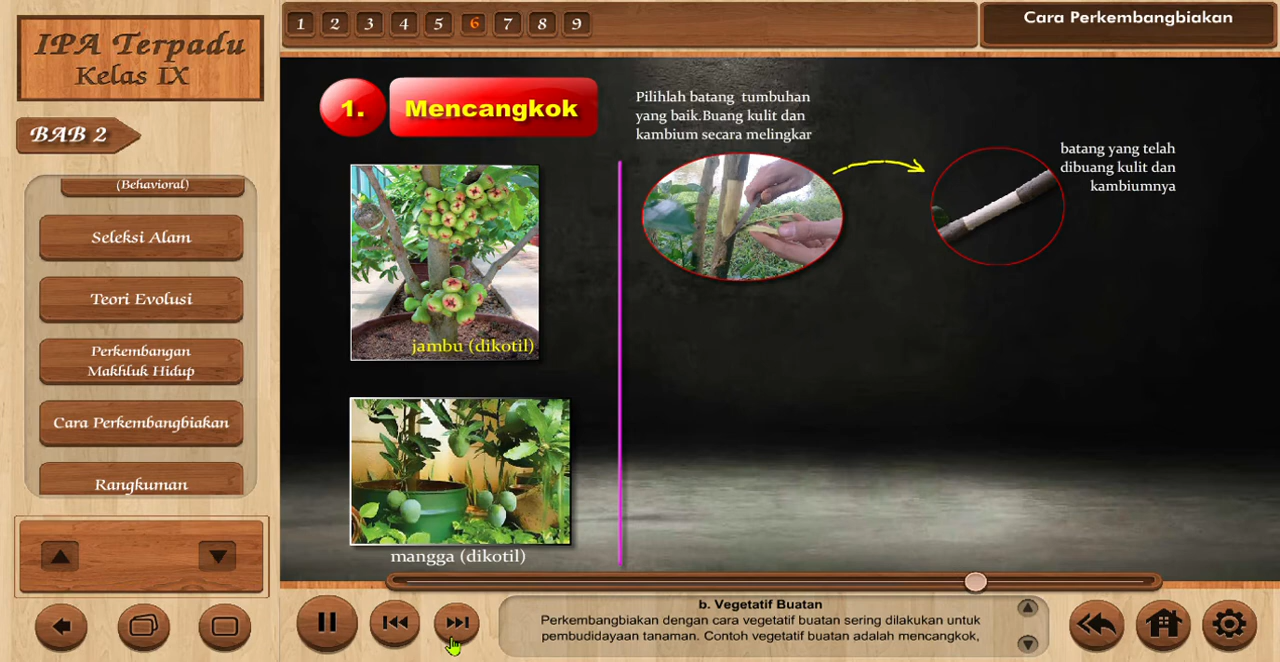 IPA Terpadu
Kelas IX
BAB 2
(Behavioral)
Seleksi Alam
Teori Evolusi
Perkembangan
Makhluk Hidup
Cara Perkembangbiakan
Rangkuman
1 2 3 4 5 6 7 8 9
Cara Perkembangbiakan
1. Mencangkok
Pilihlah batang tumbuhan
yang baik.Buang kulit dan
kambium secara melingkar
batang yang telah
dibuang kulit dan
kambiumnya
jambu (dikotil)
mangga (dikotil)
b. Vegetatif Buatan
Perkembangbiakan dengan cara vegetatif buatan sering dilakukan untuk
pembudidayaan tanaman. Contoh vegetatif buatan adalah mencangkok,